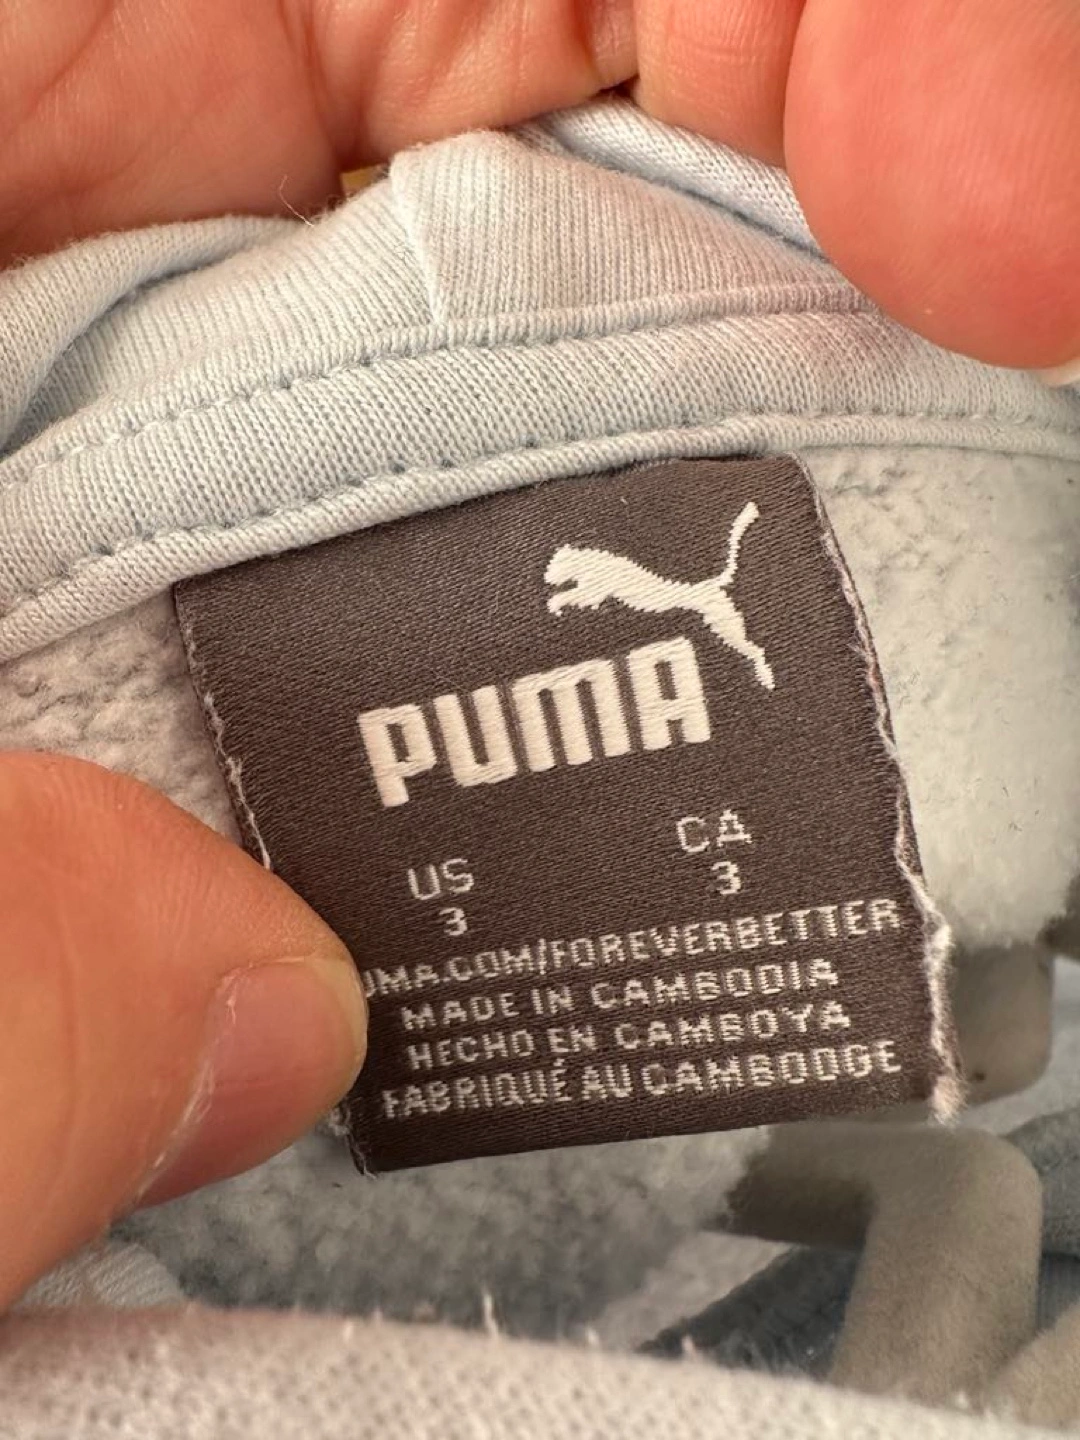 PUMA
US CA
3 3
UMA.COM/FOREVERBETTER
MADE IN CAMBODIA
HECHO EN CAMBOYA
FABRIQUÉ AU CAMBODGE